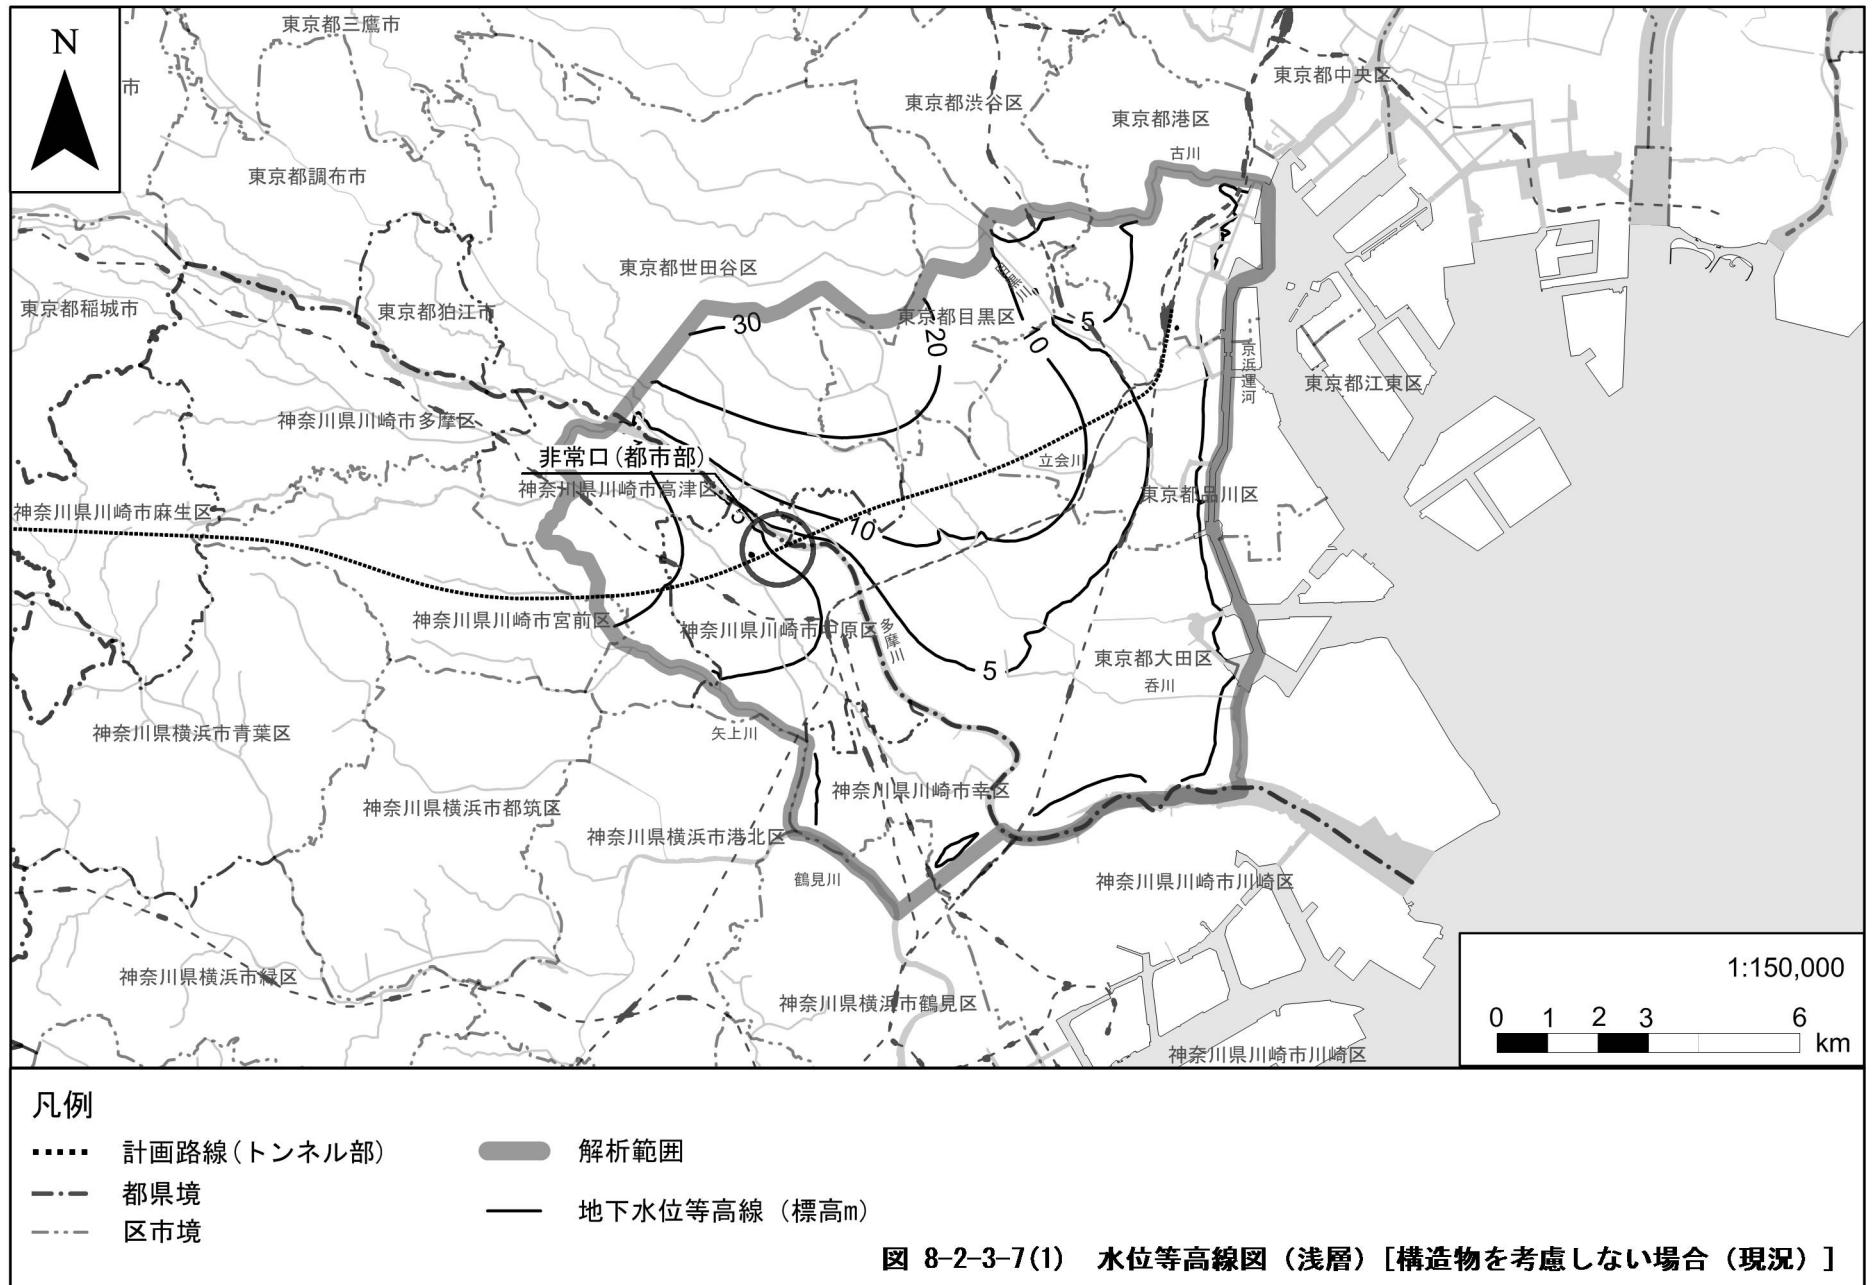 N
東京都三鷹市
市
東京都中央区
東京都渋谷区
東京都港区
古川
東京都調布市
東京都世田谷区
目黒川
東京都稲城市
東京都狛江市
東京都目黒区
30
20
10
5
京浜運河
東京都江東区
神奈川県川崎市多摩区
非常口(都市部)
神奈川県川崎市高津区
立会川
東京都品川区
神奈川県川崎市麻生区
5
10
神奈川県川崎市宮前区
神奈川県川崎市中原区
多摩川
5
東京都大田区
呑川
神奈川県横浜市青葉区
矢上川
神奈川県川崎市幸区
神奈川県横浜市都筑区
神奈川県横浜市港北区
鶴見川
神奈川県川崎市川崎区
神奈川県横浜市緑区
神奈川県横浜市鶴見区
神奈川県川崎市川崎区
1:150,000
0 1 2 3 6
km
凡例
計画路線(トンネル部)
都県境
区市境
解析範囲
地下水位等高線（標高m）
図 8-2-3-7(1) 水位等高線図（浅層）[構造物を考慮しない場合（現況）]